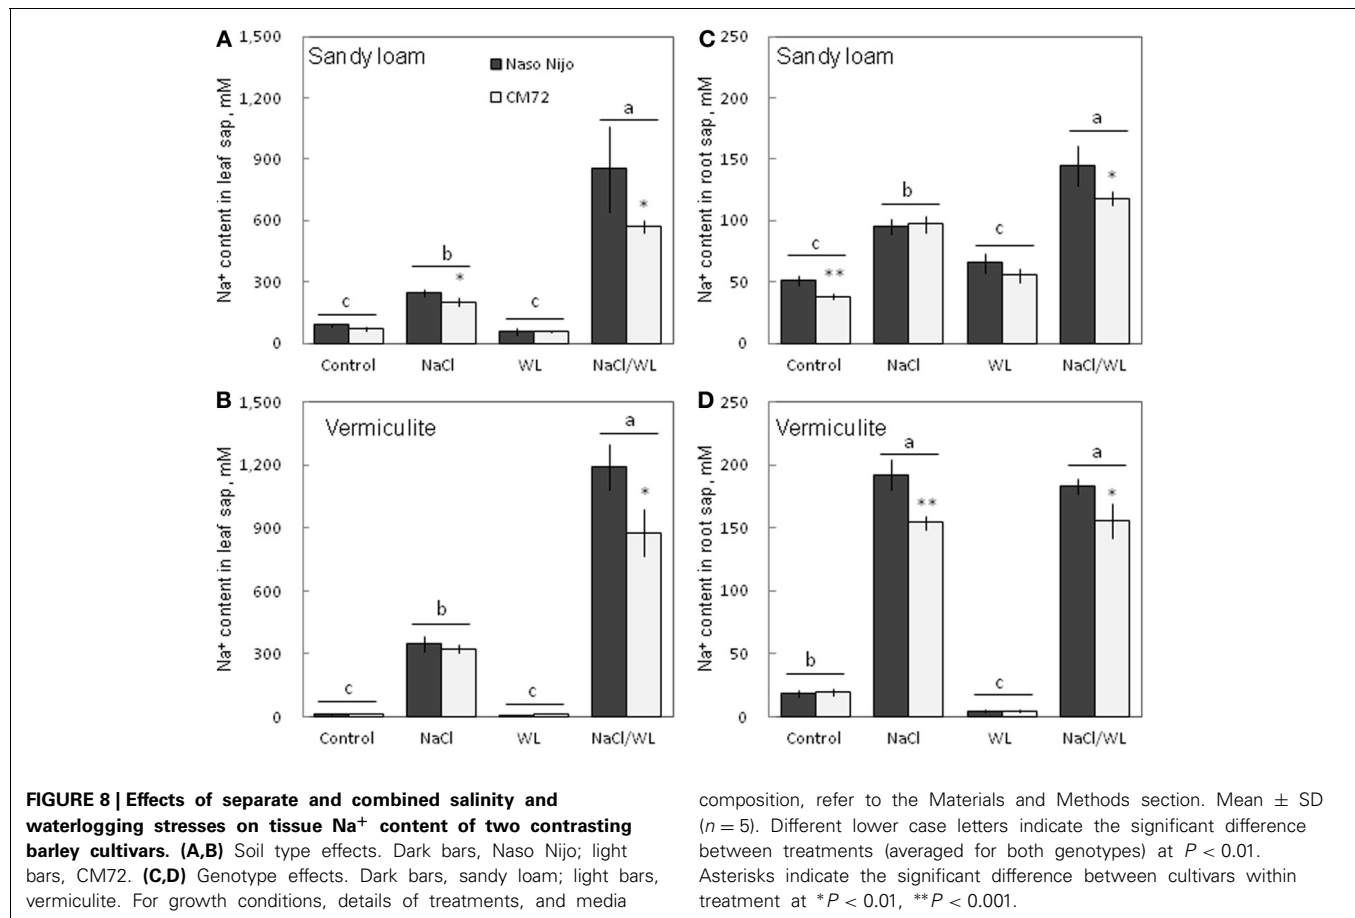 A
1,500
1,200
900
600
300
0
Na⁺ content in leaf sap, mM
Sandy loam
Naso Nijo
CM72
c
b
*
c
a
*
Control NaCl WL NaCl/WL
C
250
200
150
100
50
0
Na⁺ content in root sap, mM
Sandy loam
c
**
b
c
a
*
Control NaCl WL NaCl/WL
B
1,500
1,200
900
600
300
0
Na⁺ content in leaf sap, mM
Vermiculite
c
b
c
a
*
Control NaCl WL NaCl/WL
D
250
200
150
100
50
0
Na⁺ content in root sap, mM
Vermiculite
b
a
**
c
a
*
Control NaCl WL NaCl/WL
FIGURE 8 | Effects of separate and combined salinity and
waterlogging stresses on tissue Na⁺ content of two contrasting
barley cultivars. (A,B) Soil type effects. Dark bars, Naso Nijo; light
bars, CM72. (C,D) Genotype effects. Dark bars, sandy loam; light bars,
vermiculite. For growth conditions, details of treatments, and media
composition, refer to the Materials and Methods section. Mean ± SD
(n = 5). Different lower case letters indicate the significant difference
between treatments (averaged for both genotypes) at P < 0.01.
Asterisks indicate the significant difference between cultivars within
treatment at *P < 0.01, **P < 0.001.